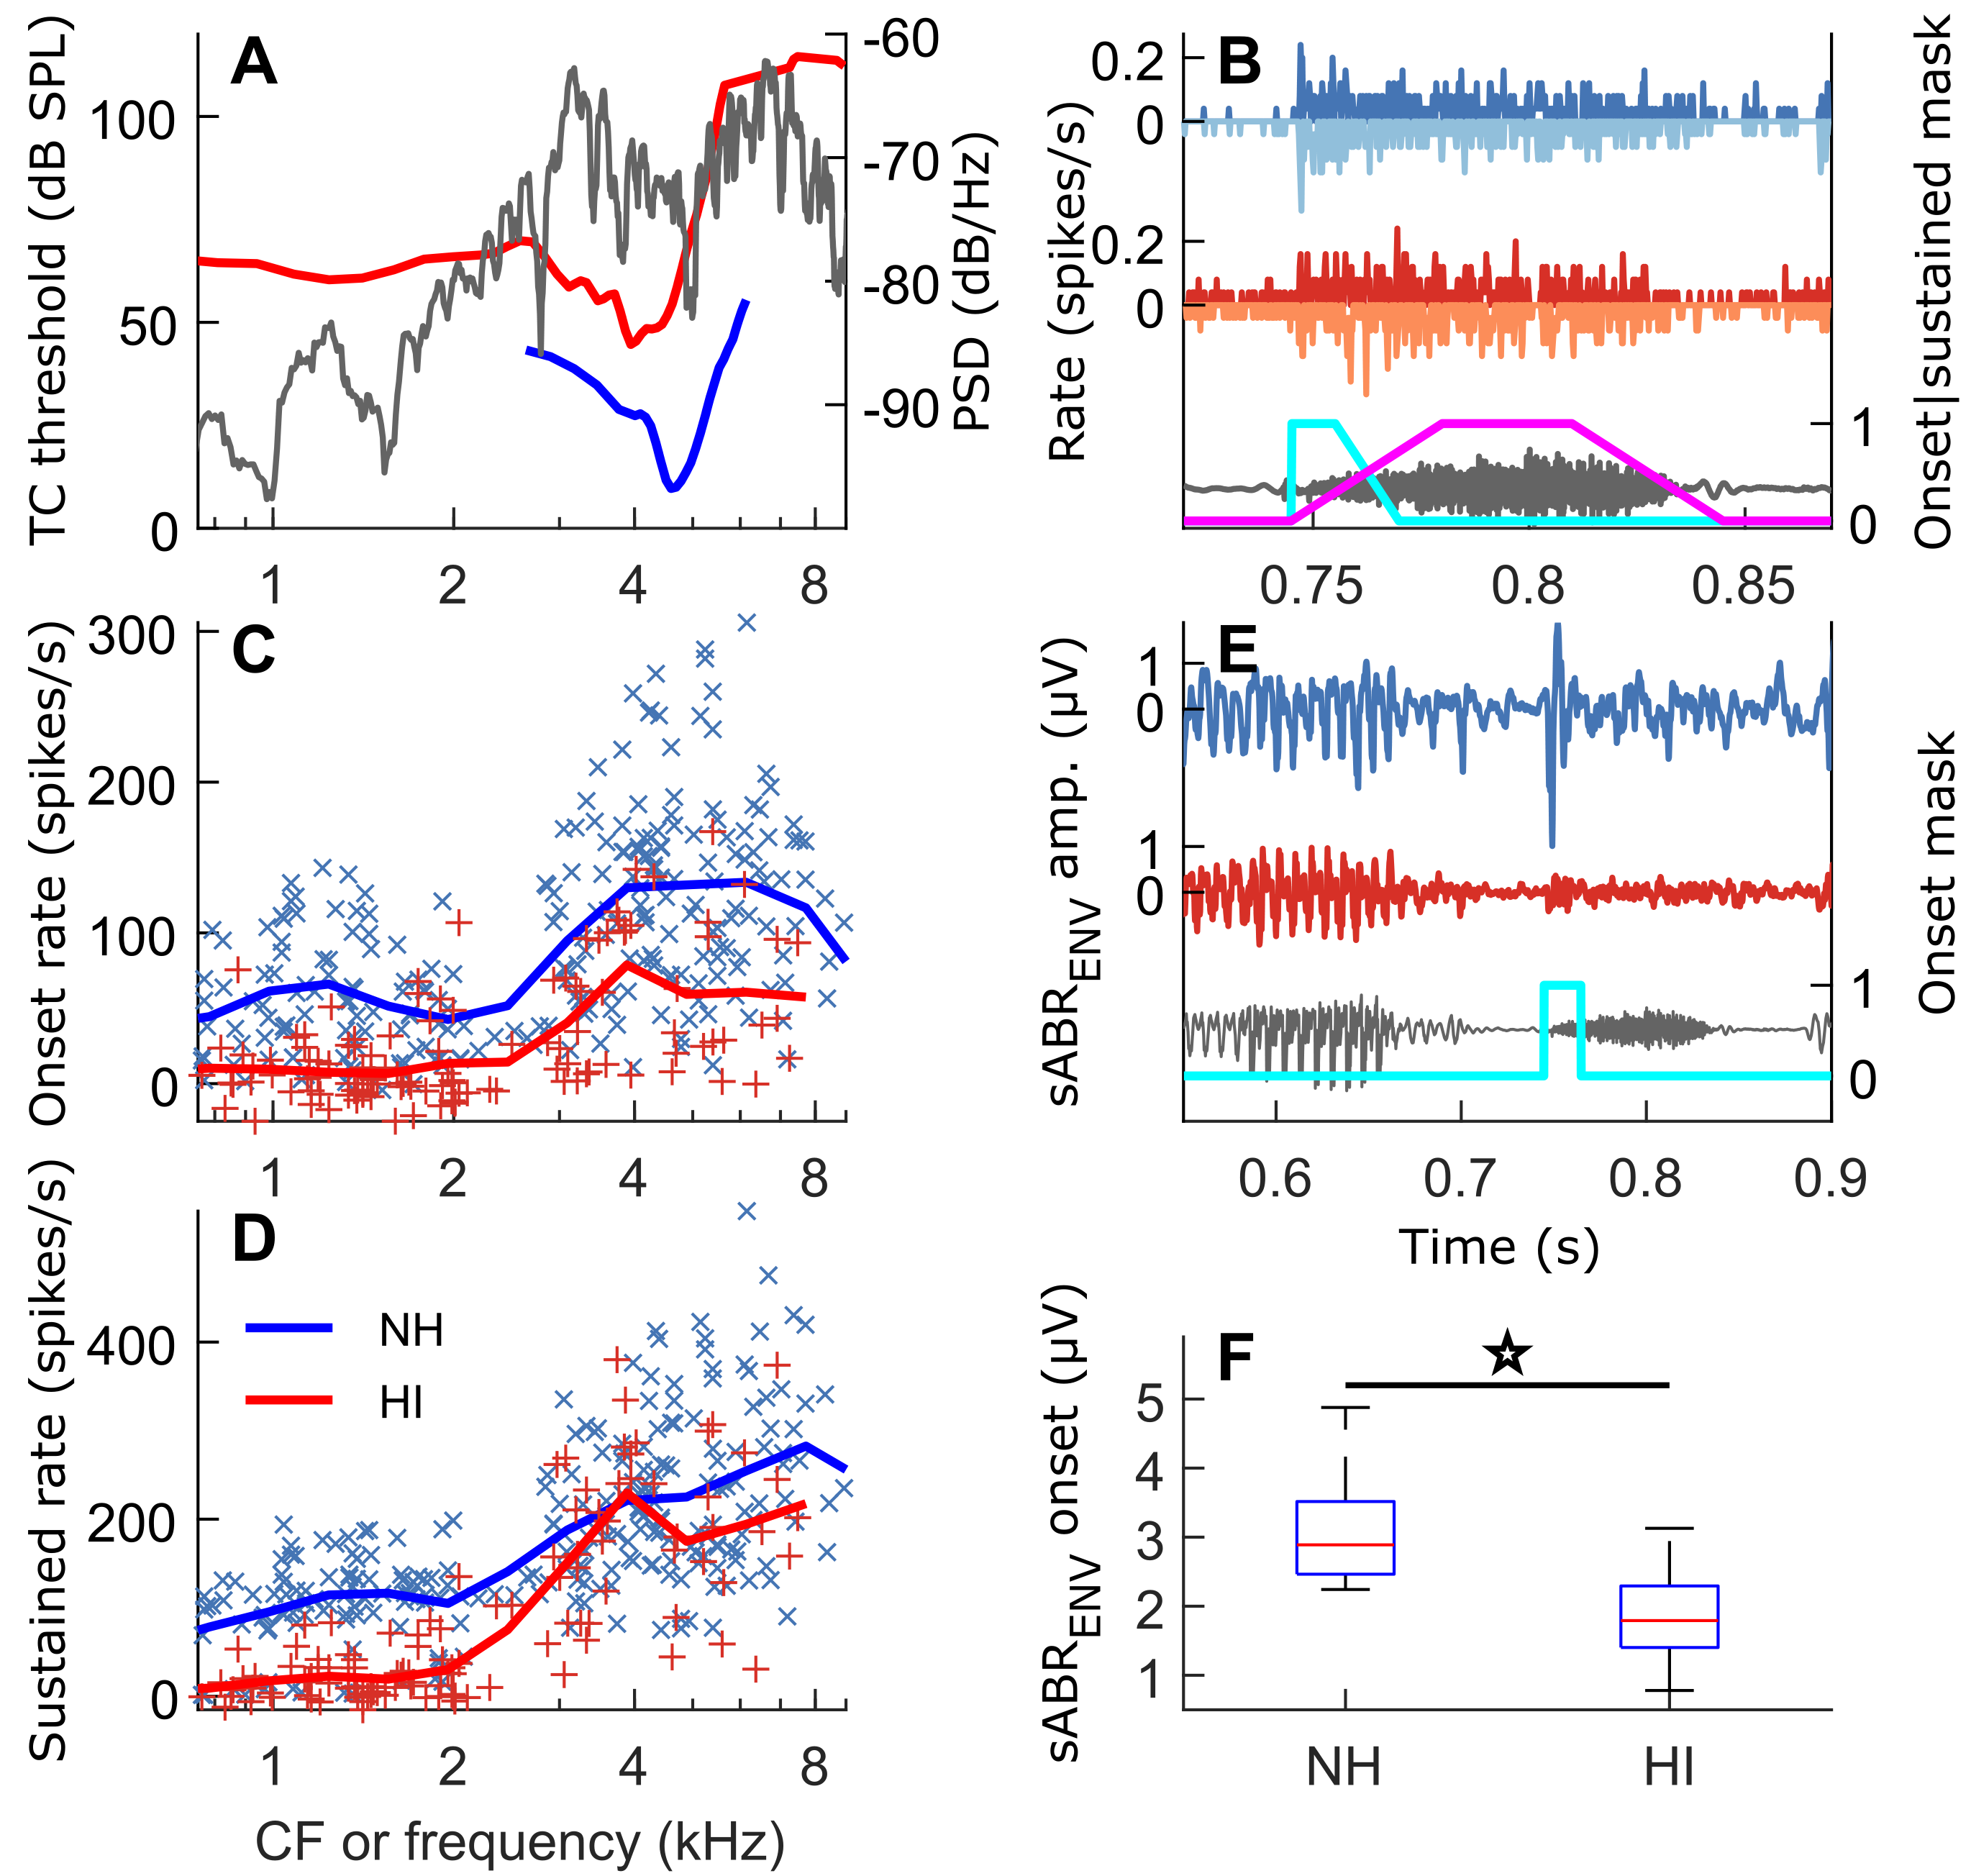 A
TC threshold (dB SPL)
100
50
0
-60
-70
-80
-90
PSD (dB/Hz)
1
2
4
8
B
Rate (spikes/s)
0.2
0
0.2
0
1
0
Onset|sustained mask
0.75
0.8
0.85
C
Onset rate (spikes/s)
300
200
100
0
1
2
4
8
E
sABR_ENV amp. (µV)
1
0
1
0
1
0
Onset mask
0.6
0.7
0.8
0.9
Time (s)
D
Sustained rate (spikes/s)
400
200
0
NH
HI
1
2
4
8
CF or frequency (kHz)
F
sABR_ENV onset (µV)
5
4
3
2
1
NH
HI